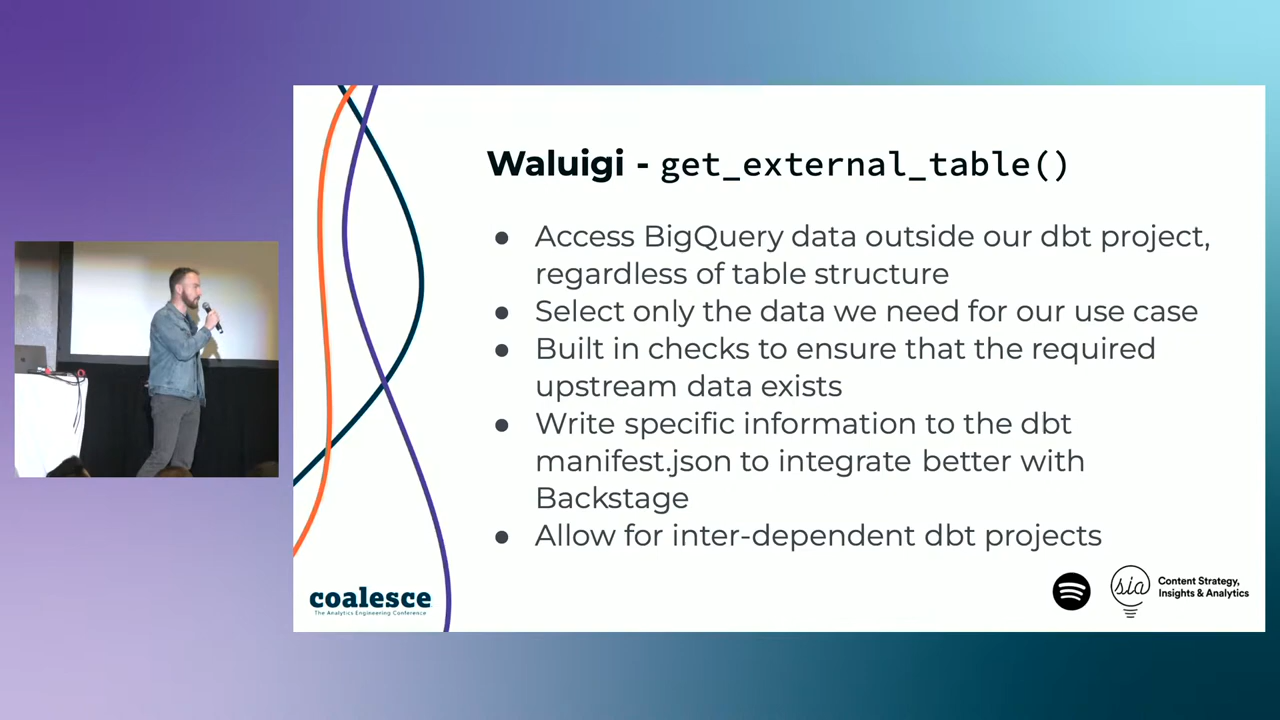 Waluigi - get_external_table()
● Access BigQuery data outside our dbt project,
regardless of table structure
● Select only the data we need for our use case
● Built in checks to ensure that the required
upstream data exists
● Write specific information to the dbt
manifest.json to integrate better with
Backstage
● Allow for inter-dependent dbt projects
coalesce
The Analytics Engineering Conference
sia
Content Strategy,
Insights & Analytics